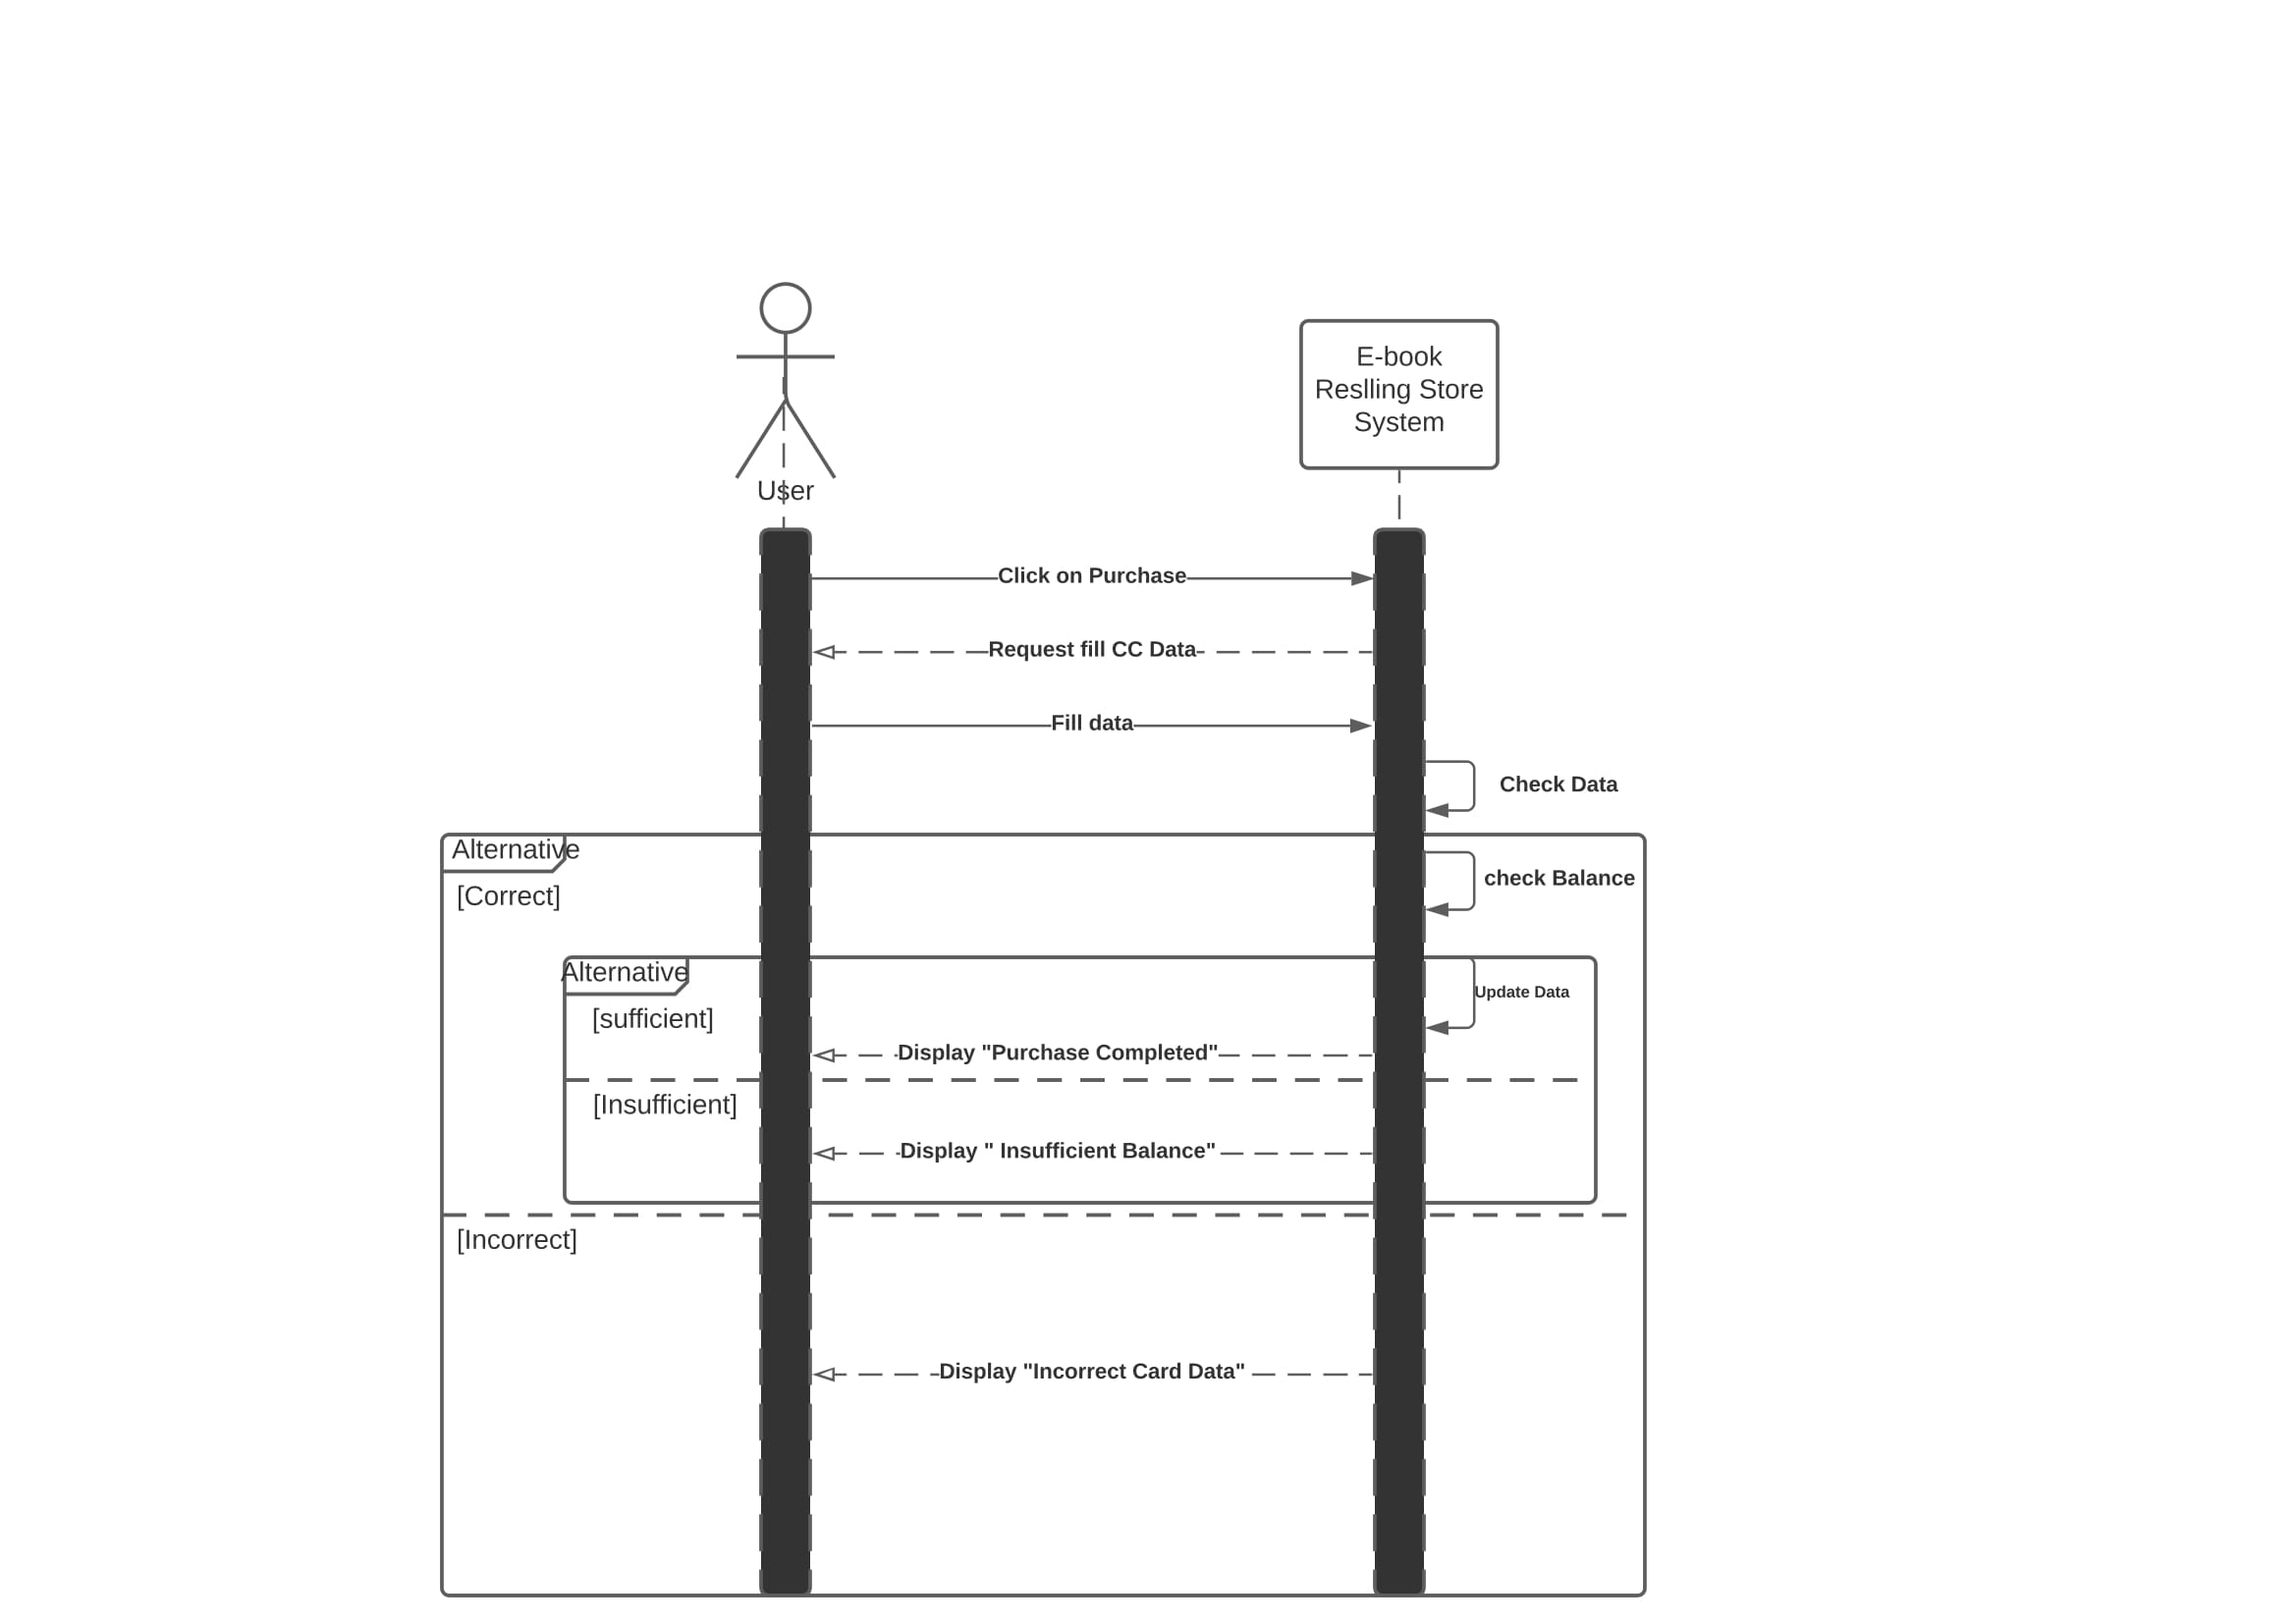 User
E-book
Reslling Store
System
Click on Purchase
Request fill CC Data
Fill data
Check Data
Alternative
[Correct]
check Balance
Alternative
[sufficient]
Update Data
Display "Purchase Completed"
[Insufficient]
Display " Insufficient Balance"
[Incorrect]
Display "Incorrect Card Data"